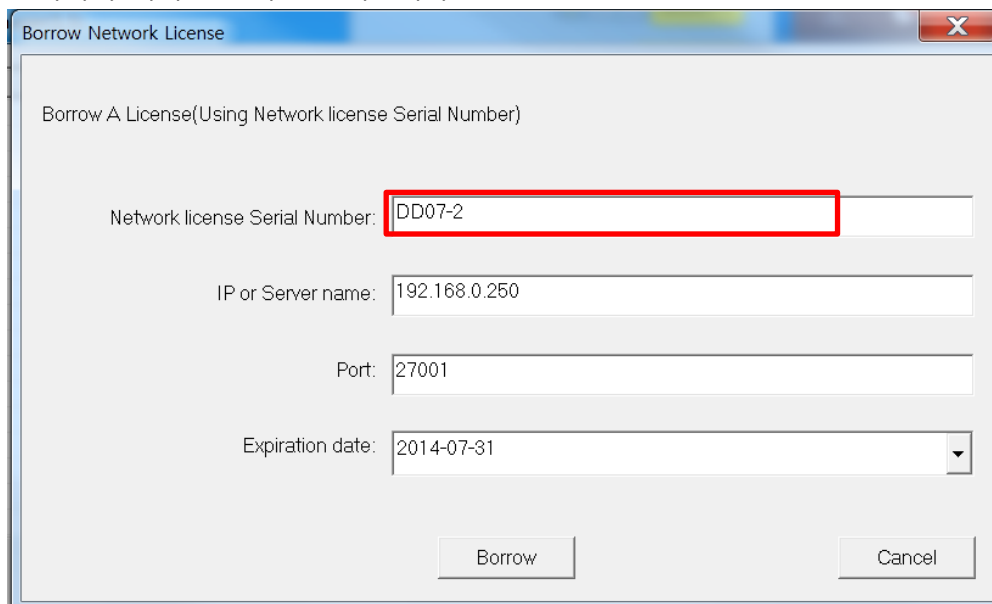 Borrow Network License
Borrow A License(Using Network license Serial Number)
Network license Serial Number: DD07-2
IP or Server name: 192.168.0.250
Port: 27001
Expiration date: 2014-07-31
Borrow Cancel